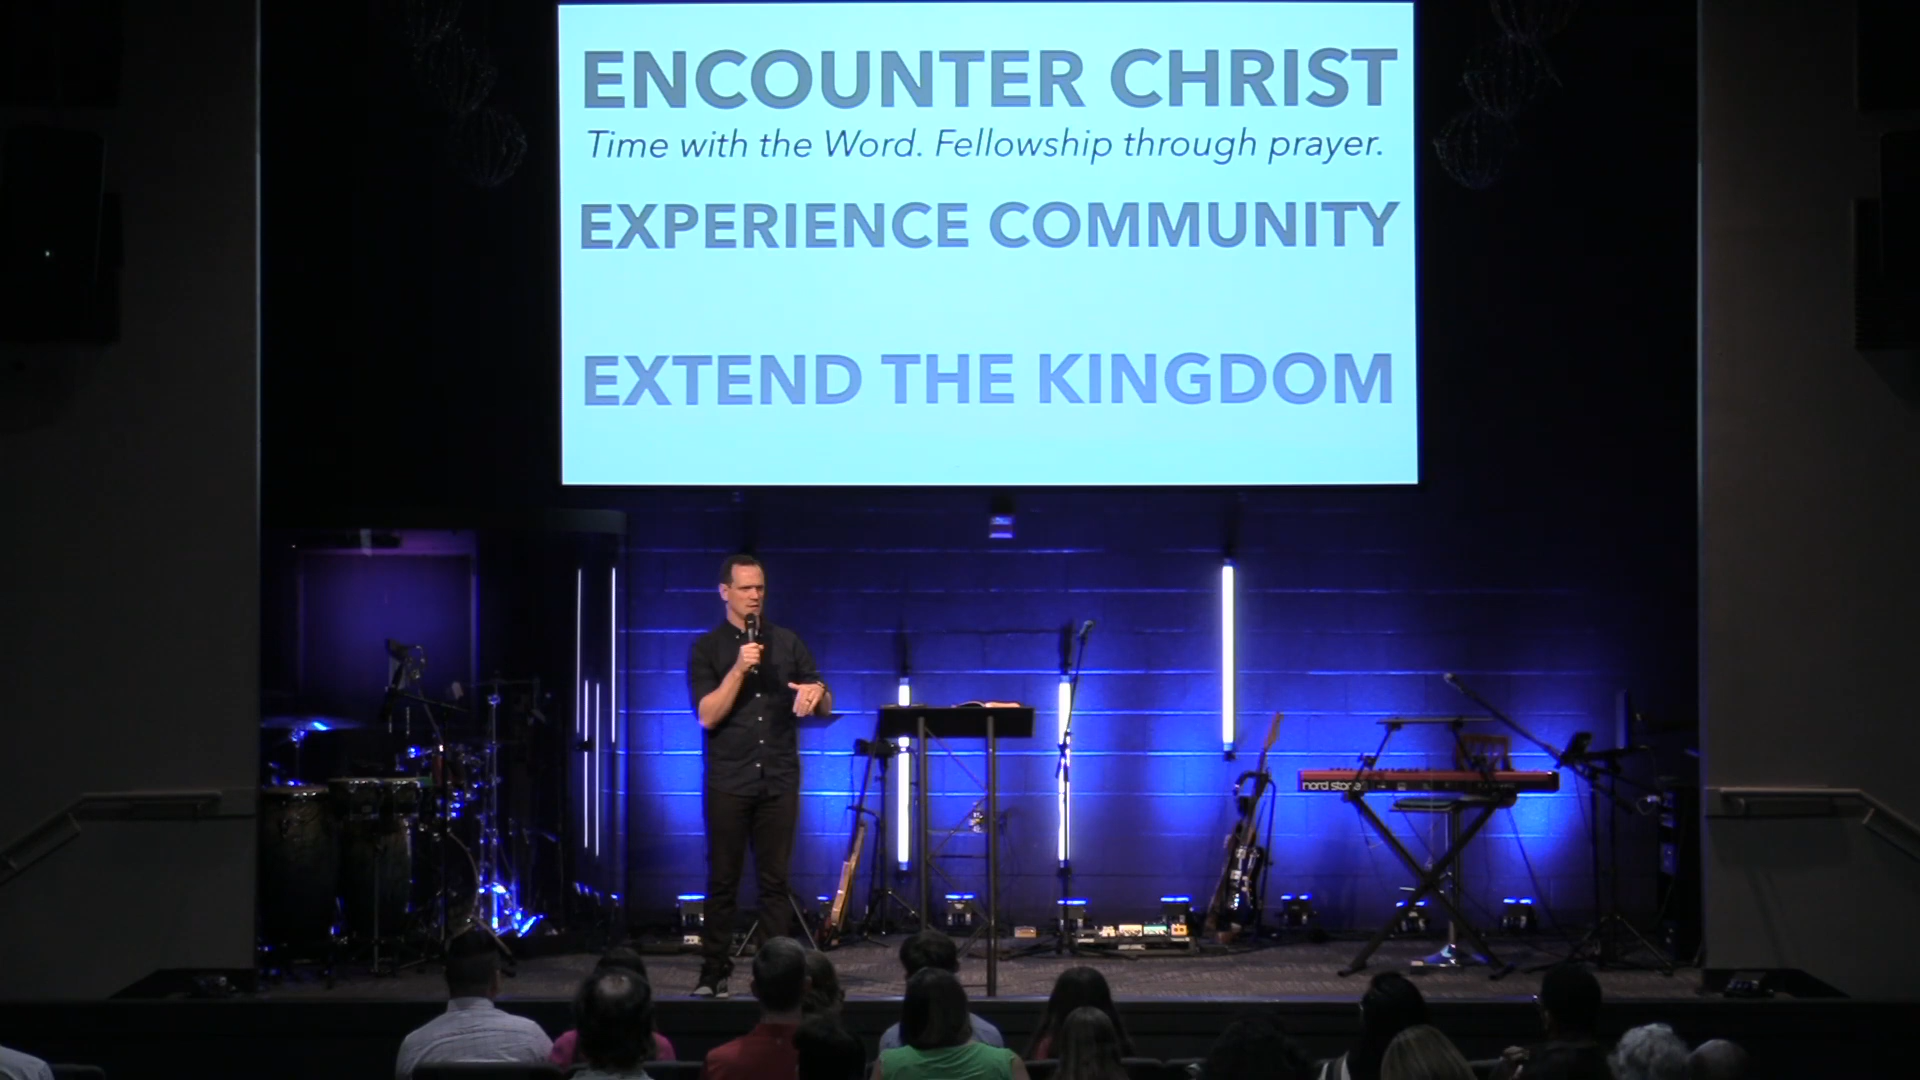 ENCOUNTER CHRIST
Time with the Word. Fellowship through prayer.
EXPERIENCE COMMUNITY
EXTEND THE KINGDOM
nord stage